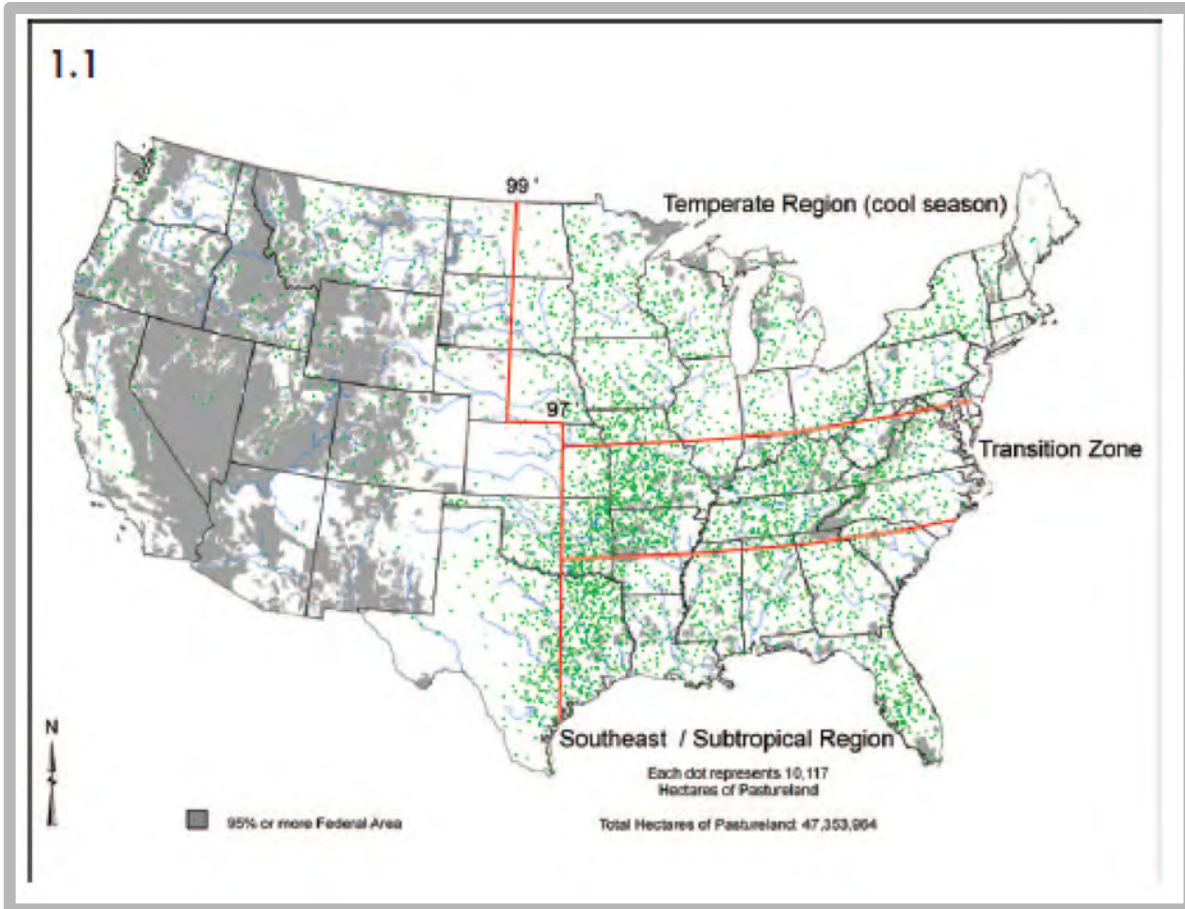 1.1
99°
Temperate Region (cool season)
97
Transition Zone
N
Southeast / Subtropical Region
Each dot represents 10,117
Hectares of Pastureland
95% or more Federal Area
Total Hectares of Pastureland: 47,353,964